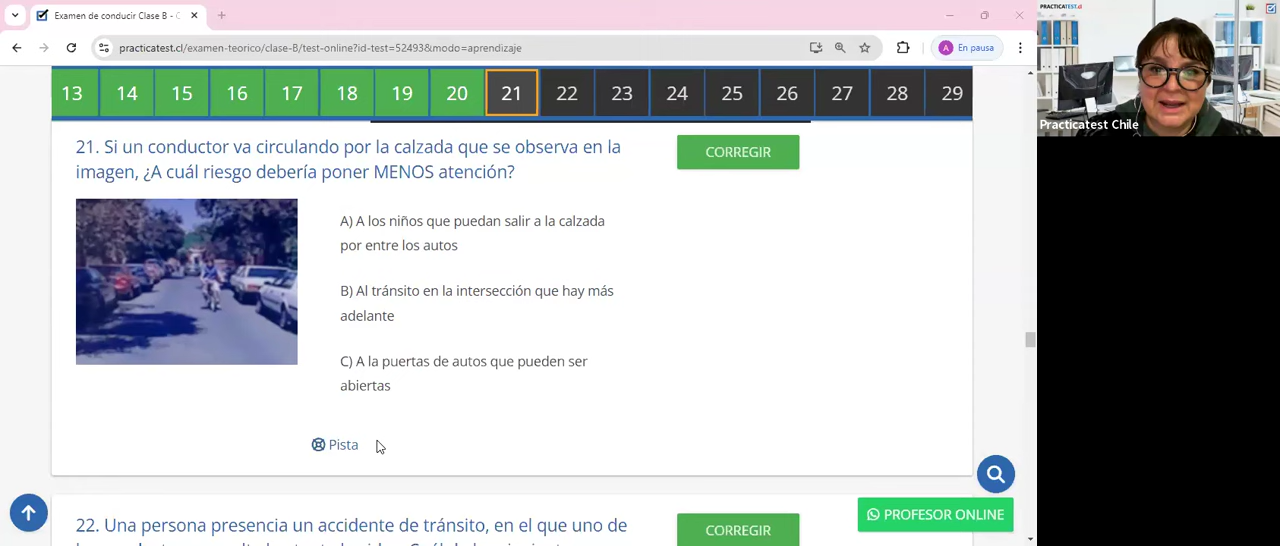 Examen de conducir Clase B - C
practicatest.cl/examen-teorico/clase-B/test-online?id-test=52493&modo=aprendizaje
A En pausa
PRACTICATEST.cl
Practicatest Chile
13 14 15 16 17 18 19 20 21 22 23 24 25 26 27 28 29
21. Si un conductor va circulando por la calzada que se observa en la
imagen, ¿A cuál riesgo debería poner MENOS atención?
CORREGIR
A) A los niños que puedan salir a la calzada
por entre los autos
B) Al tránsito en la intersección que hay más
adelante
C) A la puertas de autos que pueden ser
abiertas
Pista
PROFESOR ONLINE
22. Una persona presencia un accidente de tránsito, en el que uno de
CORREGIR